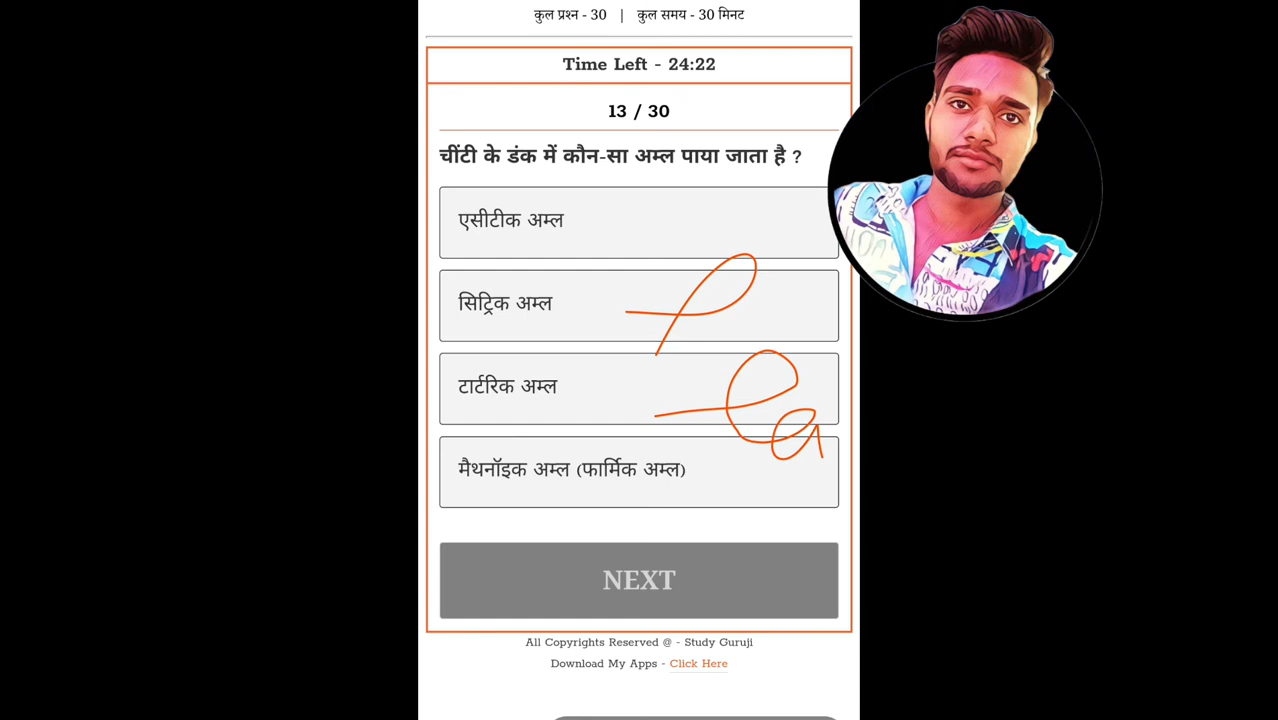 कुल प्रश्न - 30 | कुल समय - 30 मिनट
Time Left - 24:22
13 / 30
चींटी के डंक में कौन-सा अम्ल पाया जाता है ?
एसीटीक अम्ल
सिट्रिक अम्ल
टार्टरिक अम्ल
मैथनॉइक अम्ल (फार्मिक अम्ल)
NEXT
All Copyrights Reserved @ - Study Guruji
Download My Apps - Click Here